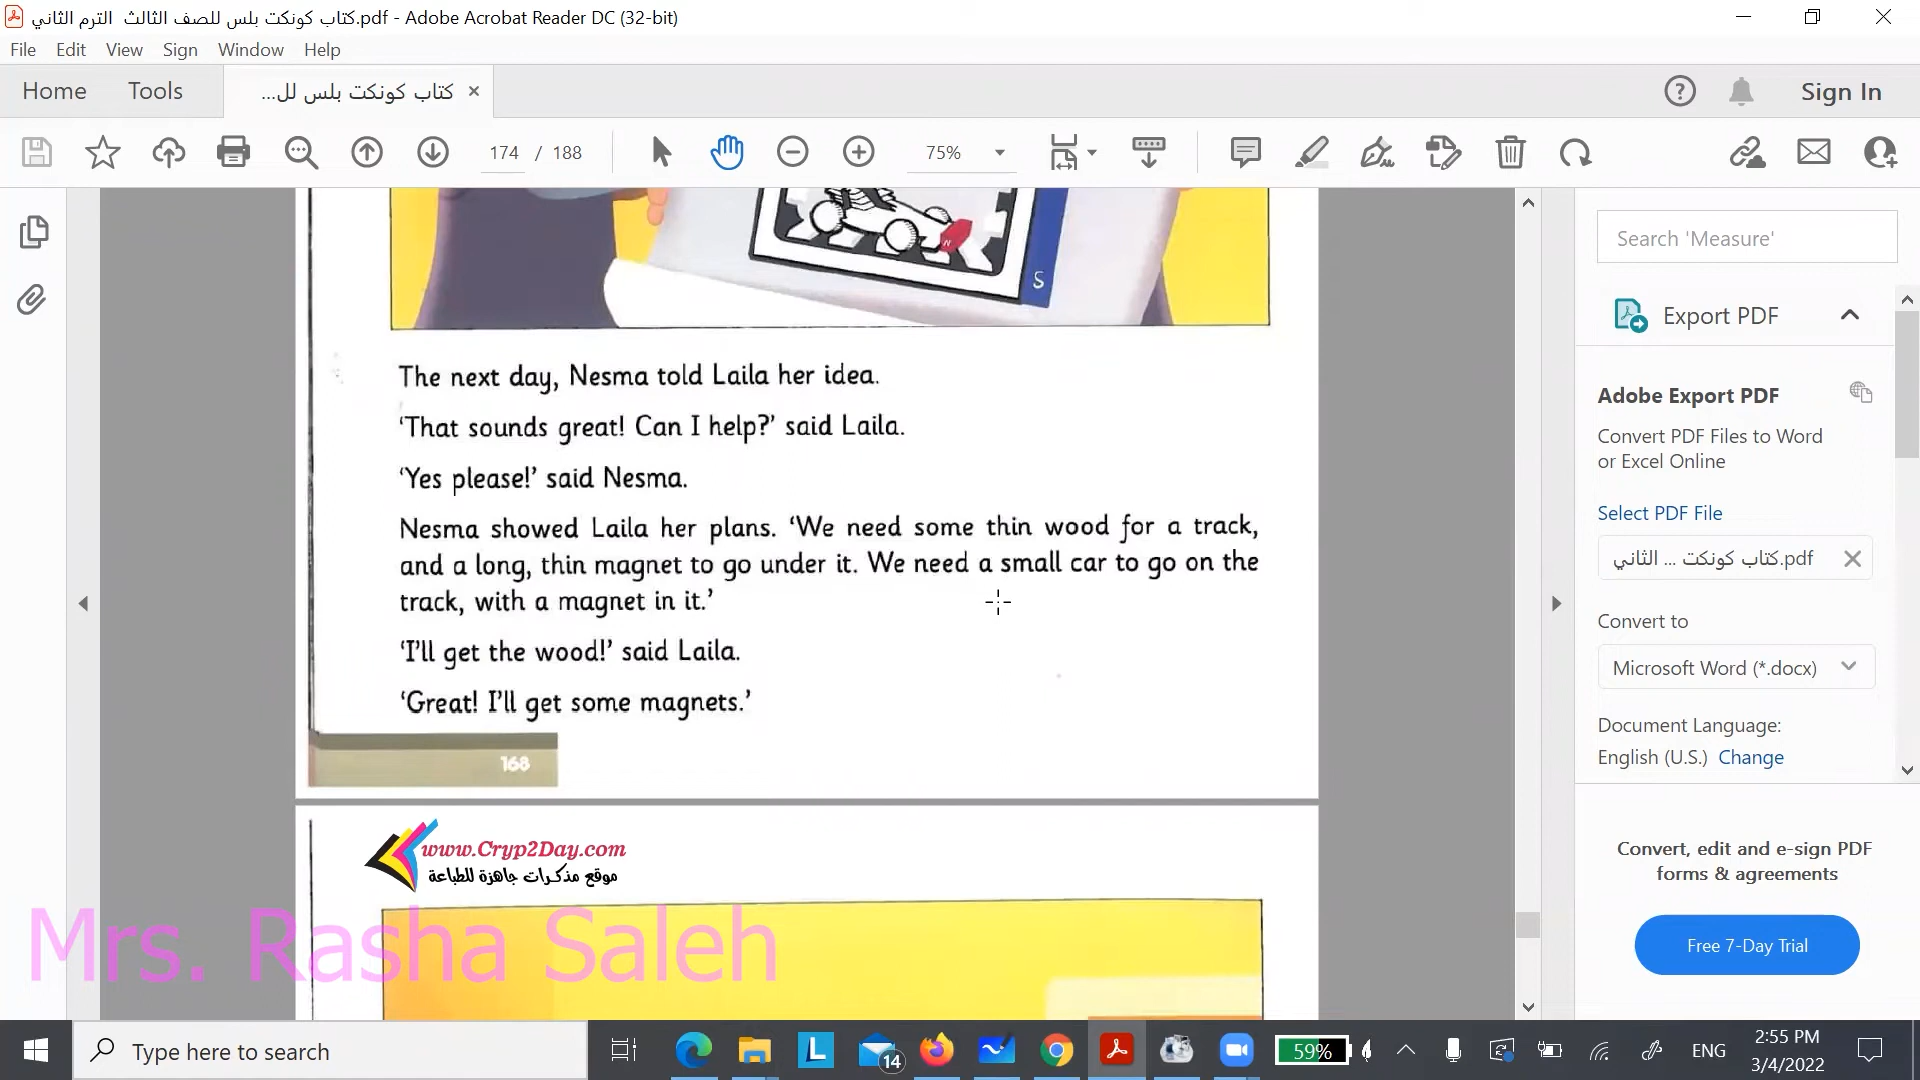 كتاب كونكت بلس للصف الثالث الترم الثاني.pdf - Adobe Acrobat Reader DC (32-bit)
File Edit View Sign Window Help
Home Tools كتاب كونكت بلس لل... × Sign In
174 / 188 75%
Search 'Measure'
Export PDF
Adobe Export PDF
Convert PDF Files to Word
or Excel Online
Select PDF File
كتاب كونكت ... الثاني.pdf
Convert to
Microsoft Word (*.docx)
Document Language:
English (U.S.) Change
Convert, edit and e-sign PDF
forms & agreements
Free 7-Day Trial
N
S
The next day, Nesma told Laila her idea.
‘That sounds great! Can I help?’ said Laila.
‘Yes please!’ said Nesma.
Nesma showed Laila her plans. ‘We need some thin wood for a track,
and a long, thin magnet to go under it. We need a small car to go on the
track, with a magnet in it.’
‘I’ll get the wood!’ said Laila.
‘Great! I’ll get some magnets.’
168
www.Cryp2Day.com
موقع مذكرات جاهزة للطباعة
Mrs. Rasha Saleh
Type here to search
14
59%
ENG
2:55 PM
3/4/2022